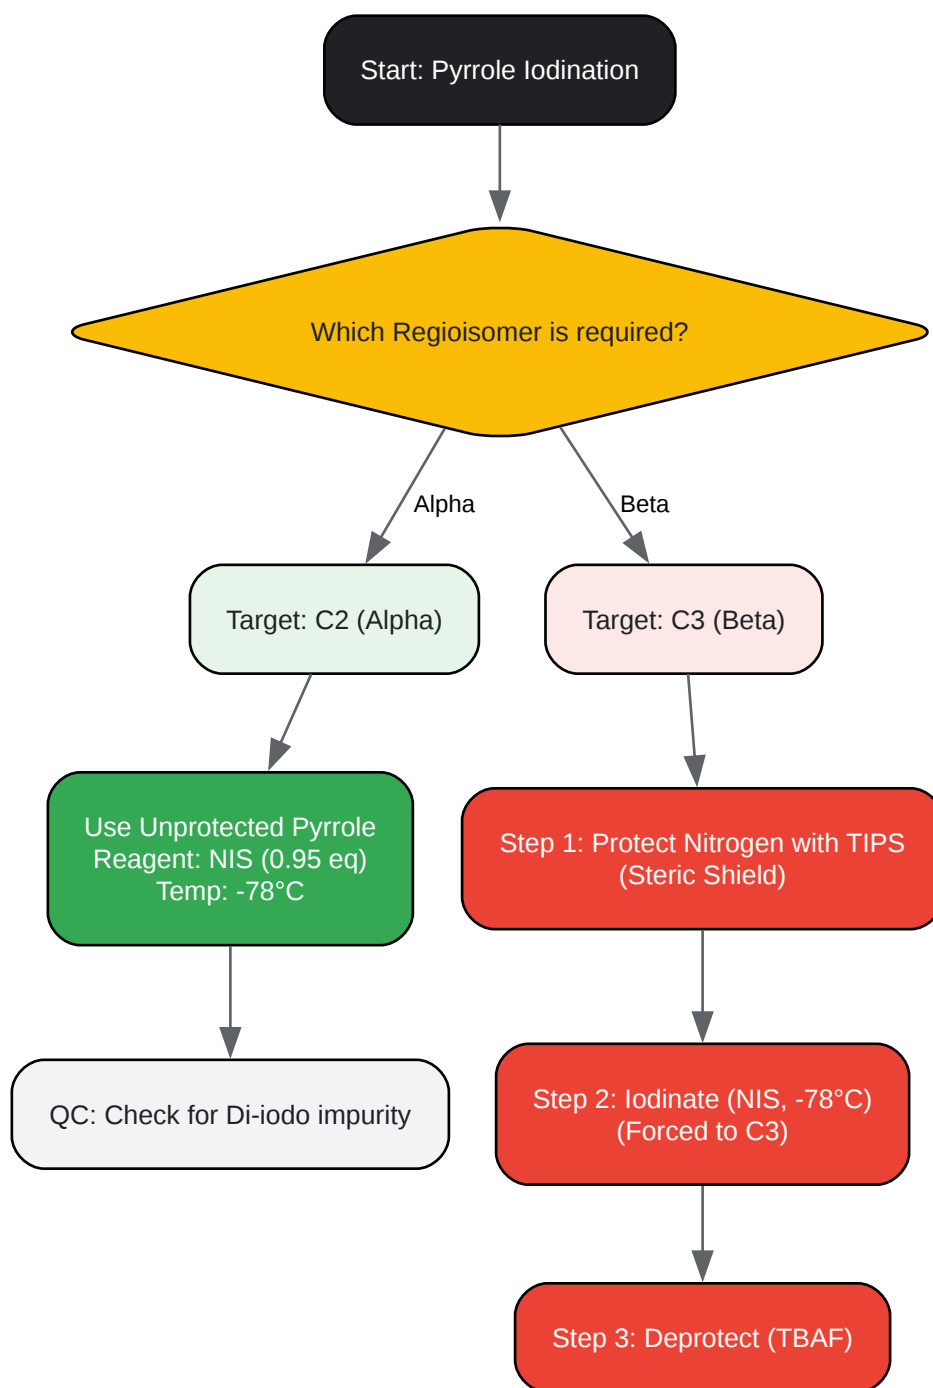 Start: Pyrrole Iodination
Which Regioisomer is required?
Alpha
Beta
Target: C2 (Alpha)
Target: C3 (Beta)
Use Unprotected Pyrrole
Reagent: NIS (0.95 eq)
Temp: -78°C
Step 1: Protect Nitrogen with TIPS
(Steric Shield)
QC: Check for Di-iodo impurity
Step 2: Iodinate (NIS, -78°C)
(Forced to C3)
Step 3: Deprotect (TBAF)